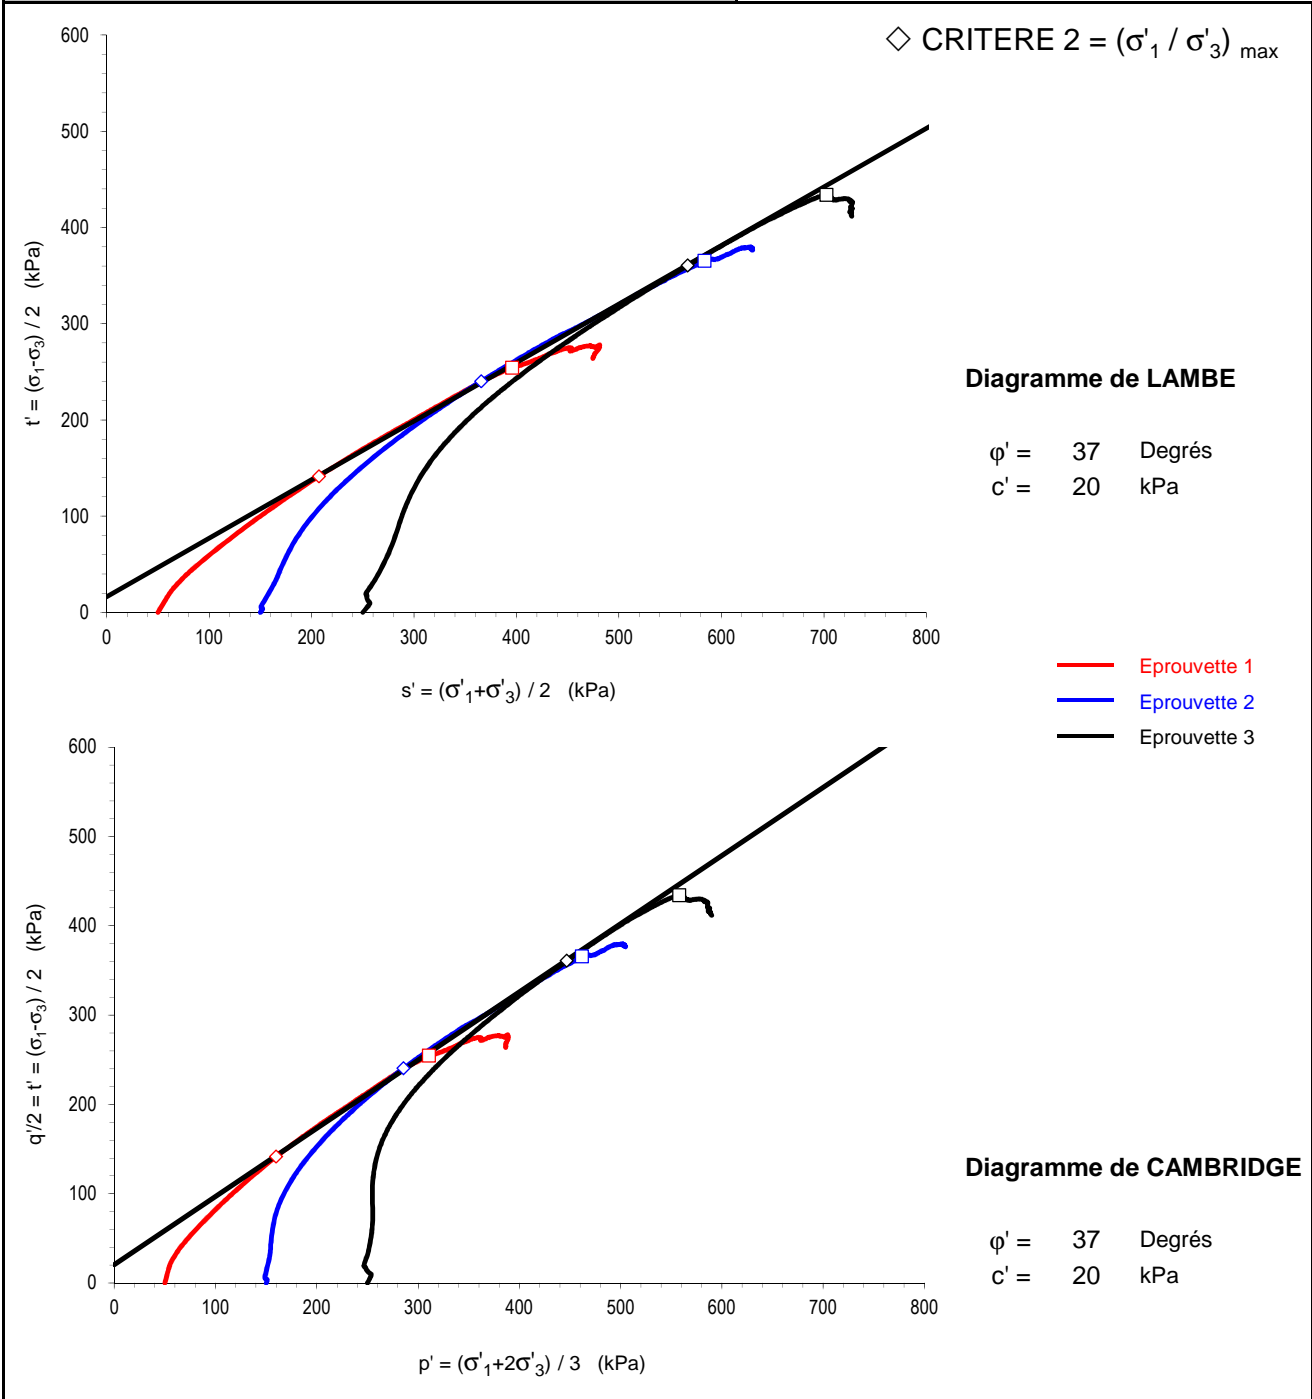 ◇ CRITERE 2 = (σ'1 / σ'3) max
600
500
400
300
200
100
0
t' = (σ1-σ3) / 2 (kPa)
0 100 200 300 400 500 600 700 800
s' = (σ'1+σ'3) / 2 (kPa)
Diagramme de LAMBE
φ' = 37 Degrés
c' = 20 kPa
Eprouvette 1
Eprouvette 2
Eprouvette 3
600
500
400
300
200
100
0
q'/2 = t' = (σ1-σ3) / 2 (kPa)
0 100 200 300 400 500 600 700 800
p' = (σ'1+2σ'3) / 3 (kPa)
Diagramme de CAMBRIDGE
φ' = 37 Degrés
c' = 20 kPa